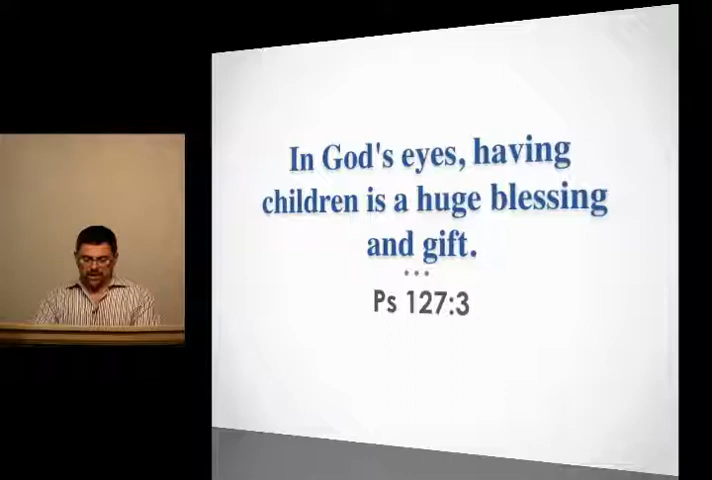 In God's eyes, having
children is a huge blessing
and gift.
Ps 127:3